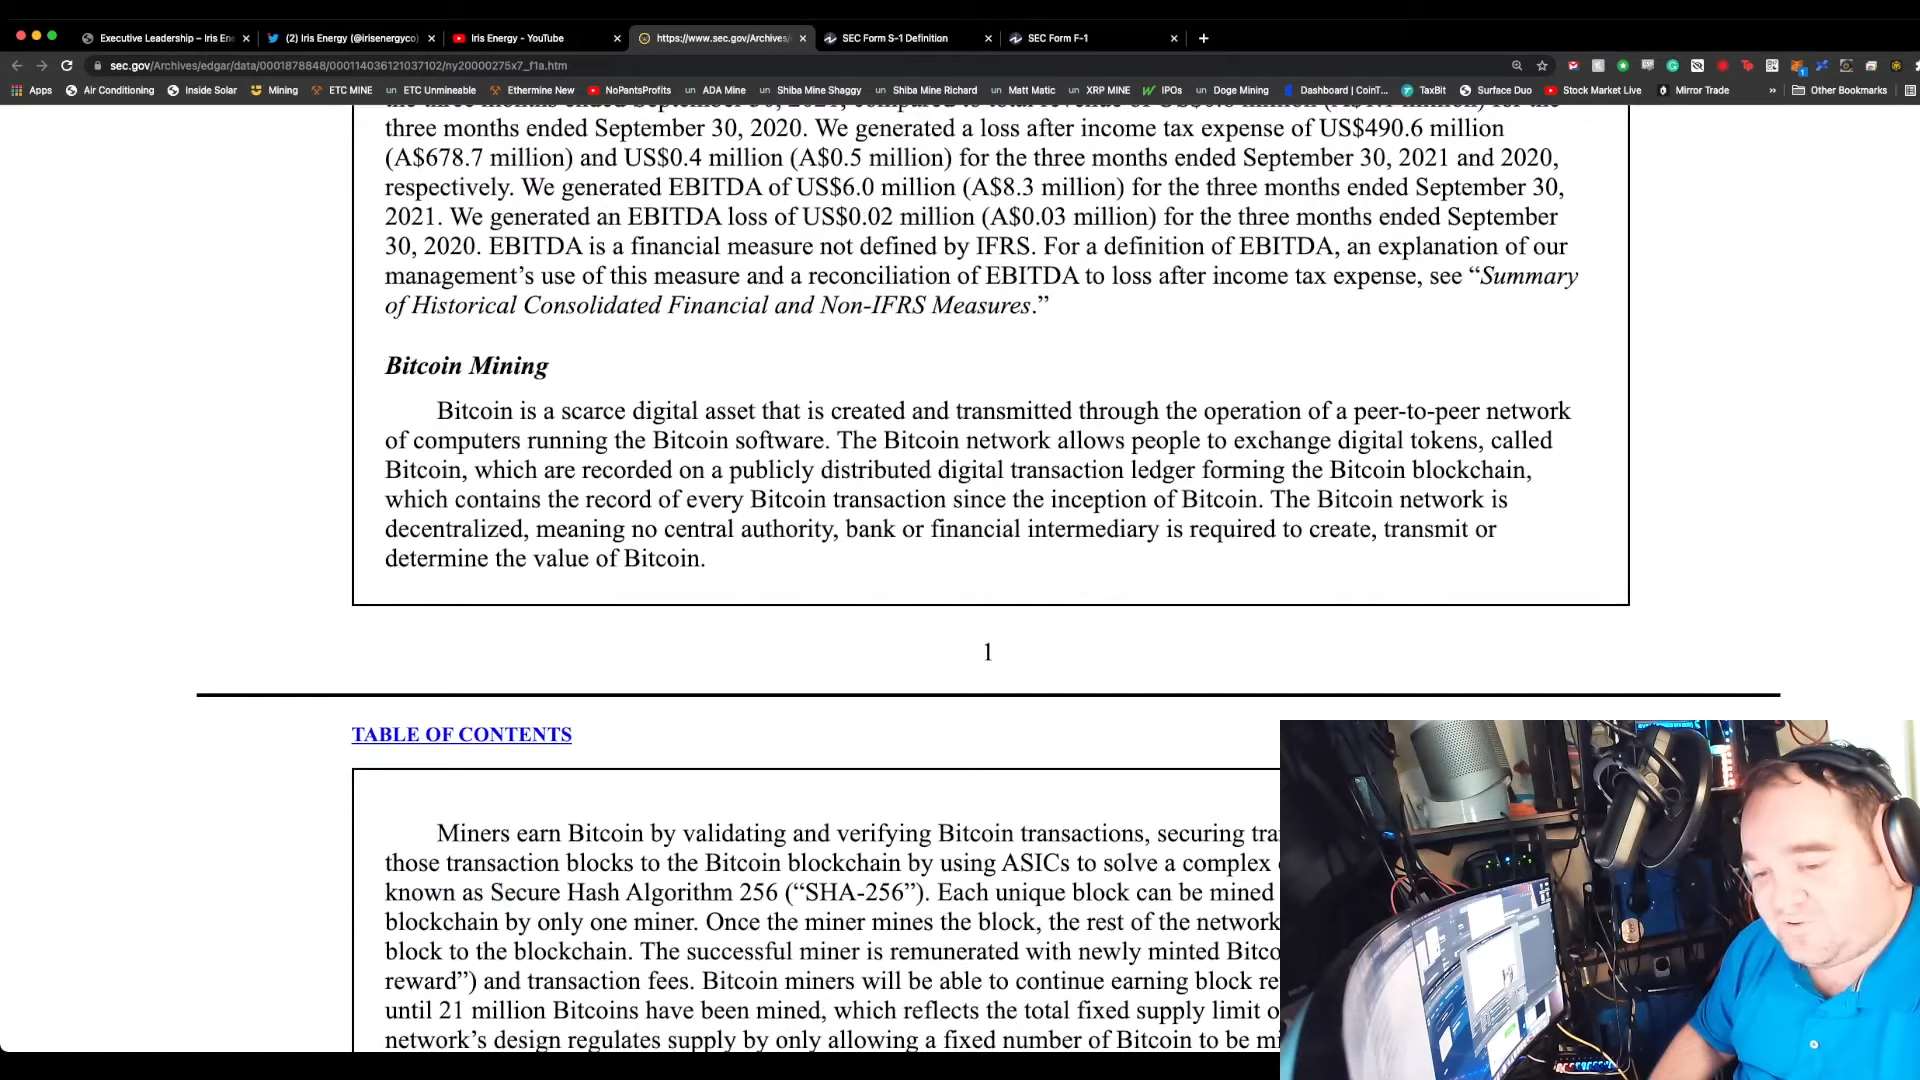 Executive Leadership – Iris En
(2) Iris Energy (@irisenergyco)
Iris Energy - YouTube
https://www.sec.gov/Archives/
SEC Form S-1 Definition
SEC Form F-1
sec.gov/Archives/edgar/data/0001878848/000114036121037102/ny20000275x7_f1a.htm
Apps Air Conditioning Inside Solar Mining ETC MINE ETC Unmineable Ethermine New NoPantsProfits ADA Mine Shiba Mine Shaggy Shiba Mine Richard Matt Matic XRP MINE IPOs Doge Mining Dashboard | CoinT... TaxBit Surface Duo Stock Market Live Mirror Trade » Other Bookmarks
three months ended September 30, 2020. We generated a loss after income tax expense of US$490.6 million
(A$678.7 million) and US$0.4 million (A$0.5 million) for the three months ended September 30, 2021 and 2020,
respectively. We generated EBITDA of US$6.0 million (A$8.3 million) for the three months ended September 30,
2021. We generated an EBITDA loss of US$0.02 million (A$0.03 million) for the three months ended September
30, 2020. EBITDA is a financial measure not defined by IFRS. For a definition of EBITDA, an explanation of our
management’s use of this measure and a reconciliation of EBITDA to loss after income tax expense, see “Summary
of Historical Consolidated Financial and Non-IFRS Measures.”
Bitcoin Mining
Bitcoin is a scarce digital asset that is created and transmitted through the operation of a peer-to-peer network
of computers running the Bitcoin software. The Bitcoin network allows people to exchange digital tokens, called
Bitcoin, which are recorded on a publicly distributed digital transaction ledger forming the Bitcoin blockchain,
which contains the record of every Bitcoin transaction since the inception of Bitcoin. The Bitcoin network is
decentralized, meaning no central authority, bank or financial intermediary is required to create, transmit or
determine the value of Bitcoin.
1
TABLE OF CONTENTS
Miners earn Bitcoin by validating and verifying Bitcoin transactions, securing tra
those transaction blocks to the Bitcoin blockchain by using ASICs to solve a complex
known as Secure Hash Algorithm 256 (“SHA-256”). Each unique block can be mined
blockchain by only one miner. Once the miner mines the block, the rest of the network
block to the blockchain. The successful miner is remunerated with newly minted Bitco
reward”) and transaction fees. Bitcoin miners will be able to continue earning block re
until 21 million Bitcoins have been mined, which reflects the total fixed supply limit o
network’s design regulates supply by only allowing a fixed number of Bitcoin to be mi